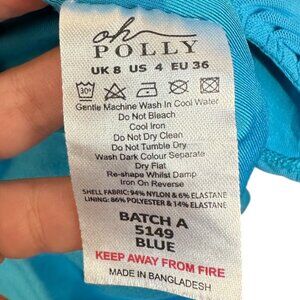 oh
POLLY
UK 8 US 4 EU 36
30°
Gentle Machine Wash In Cool Water
Do Not Bleach
Cool Iron
Do Not Dry Clean
Do Not Tumble Dry
Wash Dark Colour Separate
Dry Flat
Re-shape Whilst Damp
Iron On Reverse
SHELL FABRIC: 94% NYLON & 6% ELASTANE
LINING: 86% POLYESTER & 14% ELASTANE
BATCH A
5149
BLUE
KEEP AWAY FROM FIRE
MADE IN BANGLADESH